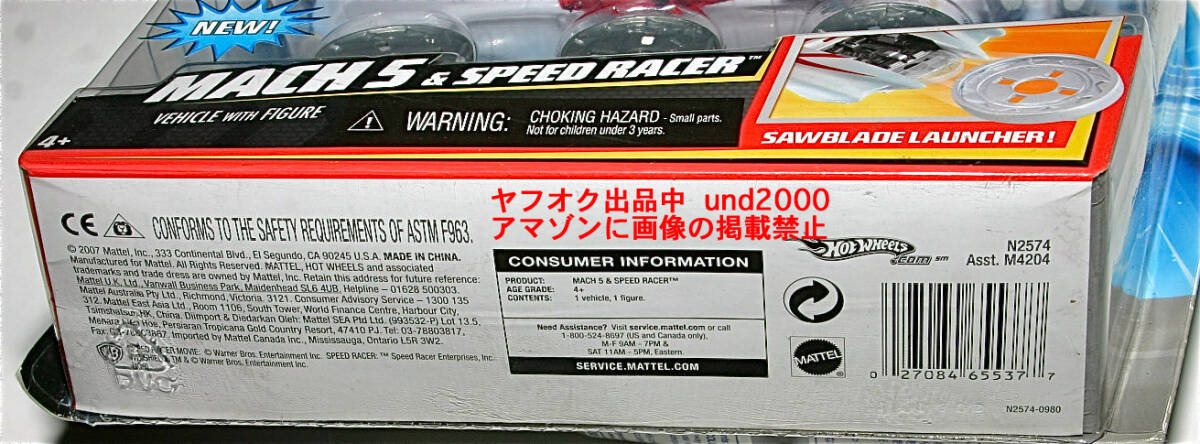 NEW!
MACH 5 & SPEED RACER™
VEHICLE WITH FIGURE
4+
WARNING: CHOKING HAZARD - Small parts.
Not for children under 3 years.
SAWBLADE LAUNCHER!
ヤフオク出品中 und2000
アマゾンに画像の掲載禁止
CE CONFORMS TO THE SAFETY REQUIREMENTS OF ASTM F963.
© 2007 Mattel, Inc., 333 Continental Blvd., El Segundo, CA 90245 U.S.A. MADE IN CHINA.
Manufactured for Mattel. All Rights Reserved. MATTEL, HOT WHEELS and associated
trademarks and trade dress are owned by Mattel, Inc. Retain this address for future reference:
Mattel U.K. Ltd., Vanwall Business Park, Maidenhead SL6 4UB. Helpline – 01628 500303.
Mattel Australia Pty Ltd., Richmond, Victoria. 3121. Consumer Advisory Service – 1300 135
312. Mattel East Asia Ltd., Room 1106, South Tower, World Finance Centre, Harbour City,
Tsimshatsui, HK, China. Diimport & Diedarkan Oleh: Mattel SEA Ptd Ltd. (993532-P) Lot 13.5,
Persiaran Tropicana Golf Country Resort, 47410 PJ. Tel: 03-78803817.
Imported by Mattel Canada Inc., Mississauga, Ontario L5R 3W2.
RACER MOVIE: © Warner Bros. Entertainment Inc. SPEED RACER: ™ Speed Racer Enterprises, Inc.
™ & © Warner Bros. Entertainment Inc.
PVC
CONSUMER INFORMATION
PRODUCT: MACH 5 & SPEED RACER™
AGE GRADE: 4+
CONTENTS: 1 vehicle, 1 figure.
Need Assistance? Visit service.mattel.com or call
1-800-524-8697 (US and Canada only).
M-F 9AM – 7PM &
SAT 11AM – 5PM, Eastern.
SERVICE.MATTEL.COM
HOT WHEELS
.com sm
N2574
Asst. M4204
MATTEL
0 27084 65537 7
N2574-0980